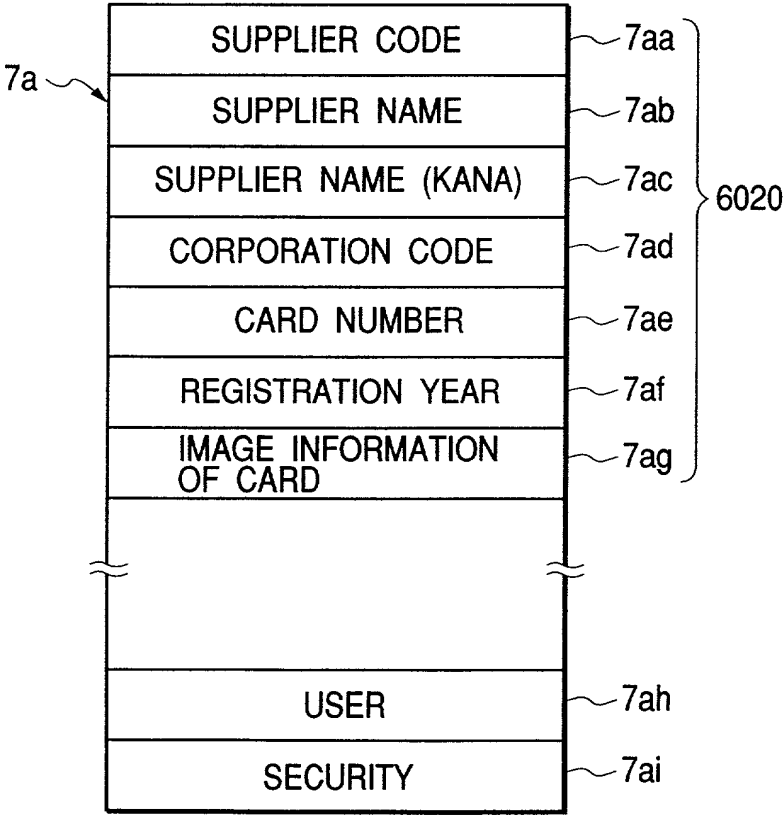 SUPPLIER CODE 7aa
7a
SUPPLIER NAME 7ab
SUPPLIER NAME (KANA) 7ac
6020
CORPORATION CODE 7ad
CARD NUMBER 7ae
REGISTRATION YEAR 7af
IMAGE INFORMATION
OF CARD
7ag
USER 7ah
SECURITY 7ai